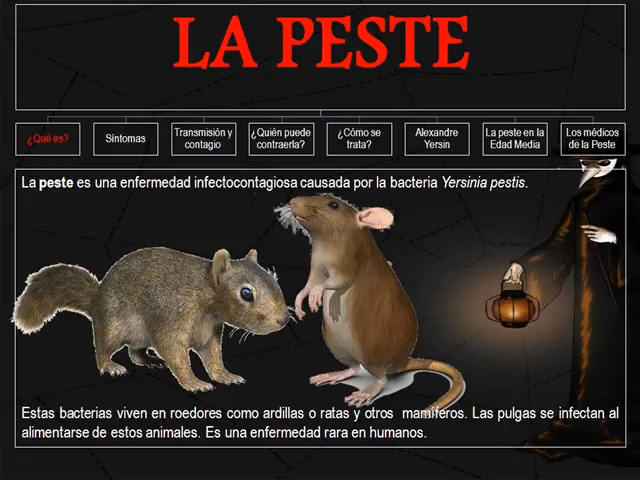 LA PESTE
¿Qué es?
Síntomas
Transmisión y
contagio
¿Quién puede
contraerla?
¿Cómo se
trata?
Alexandre
Yersin
La peste en la
Edad Media
Los médicos
de la Peste
La peste es una enfermedad infectocontagiosa causada por la bacteria Yersinia pestis.
Estas bacterias viven en roedores como ardillas o ratas y otros mamíferos. Las pulgas se infectan al
alimentarse de estos animales. Es una enfermedad rara en humanos.